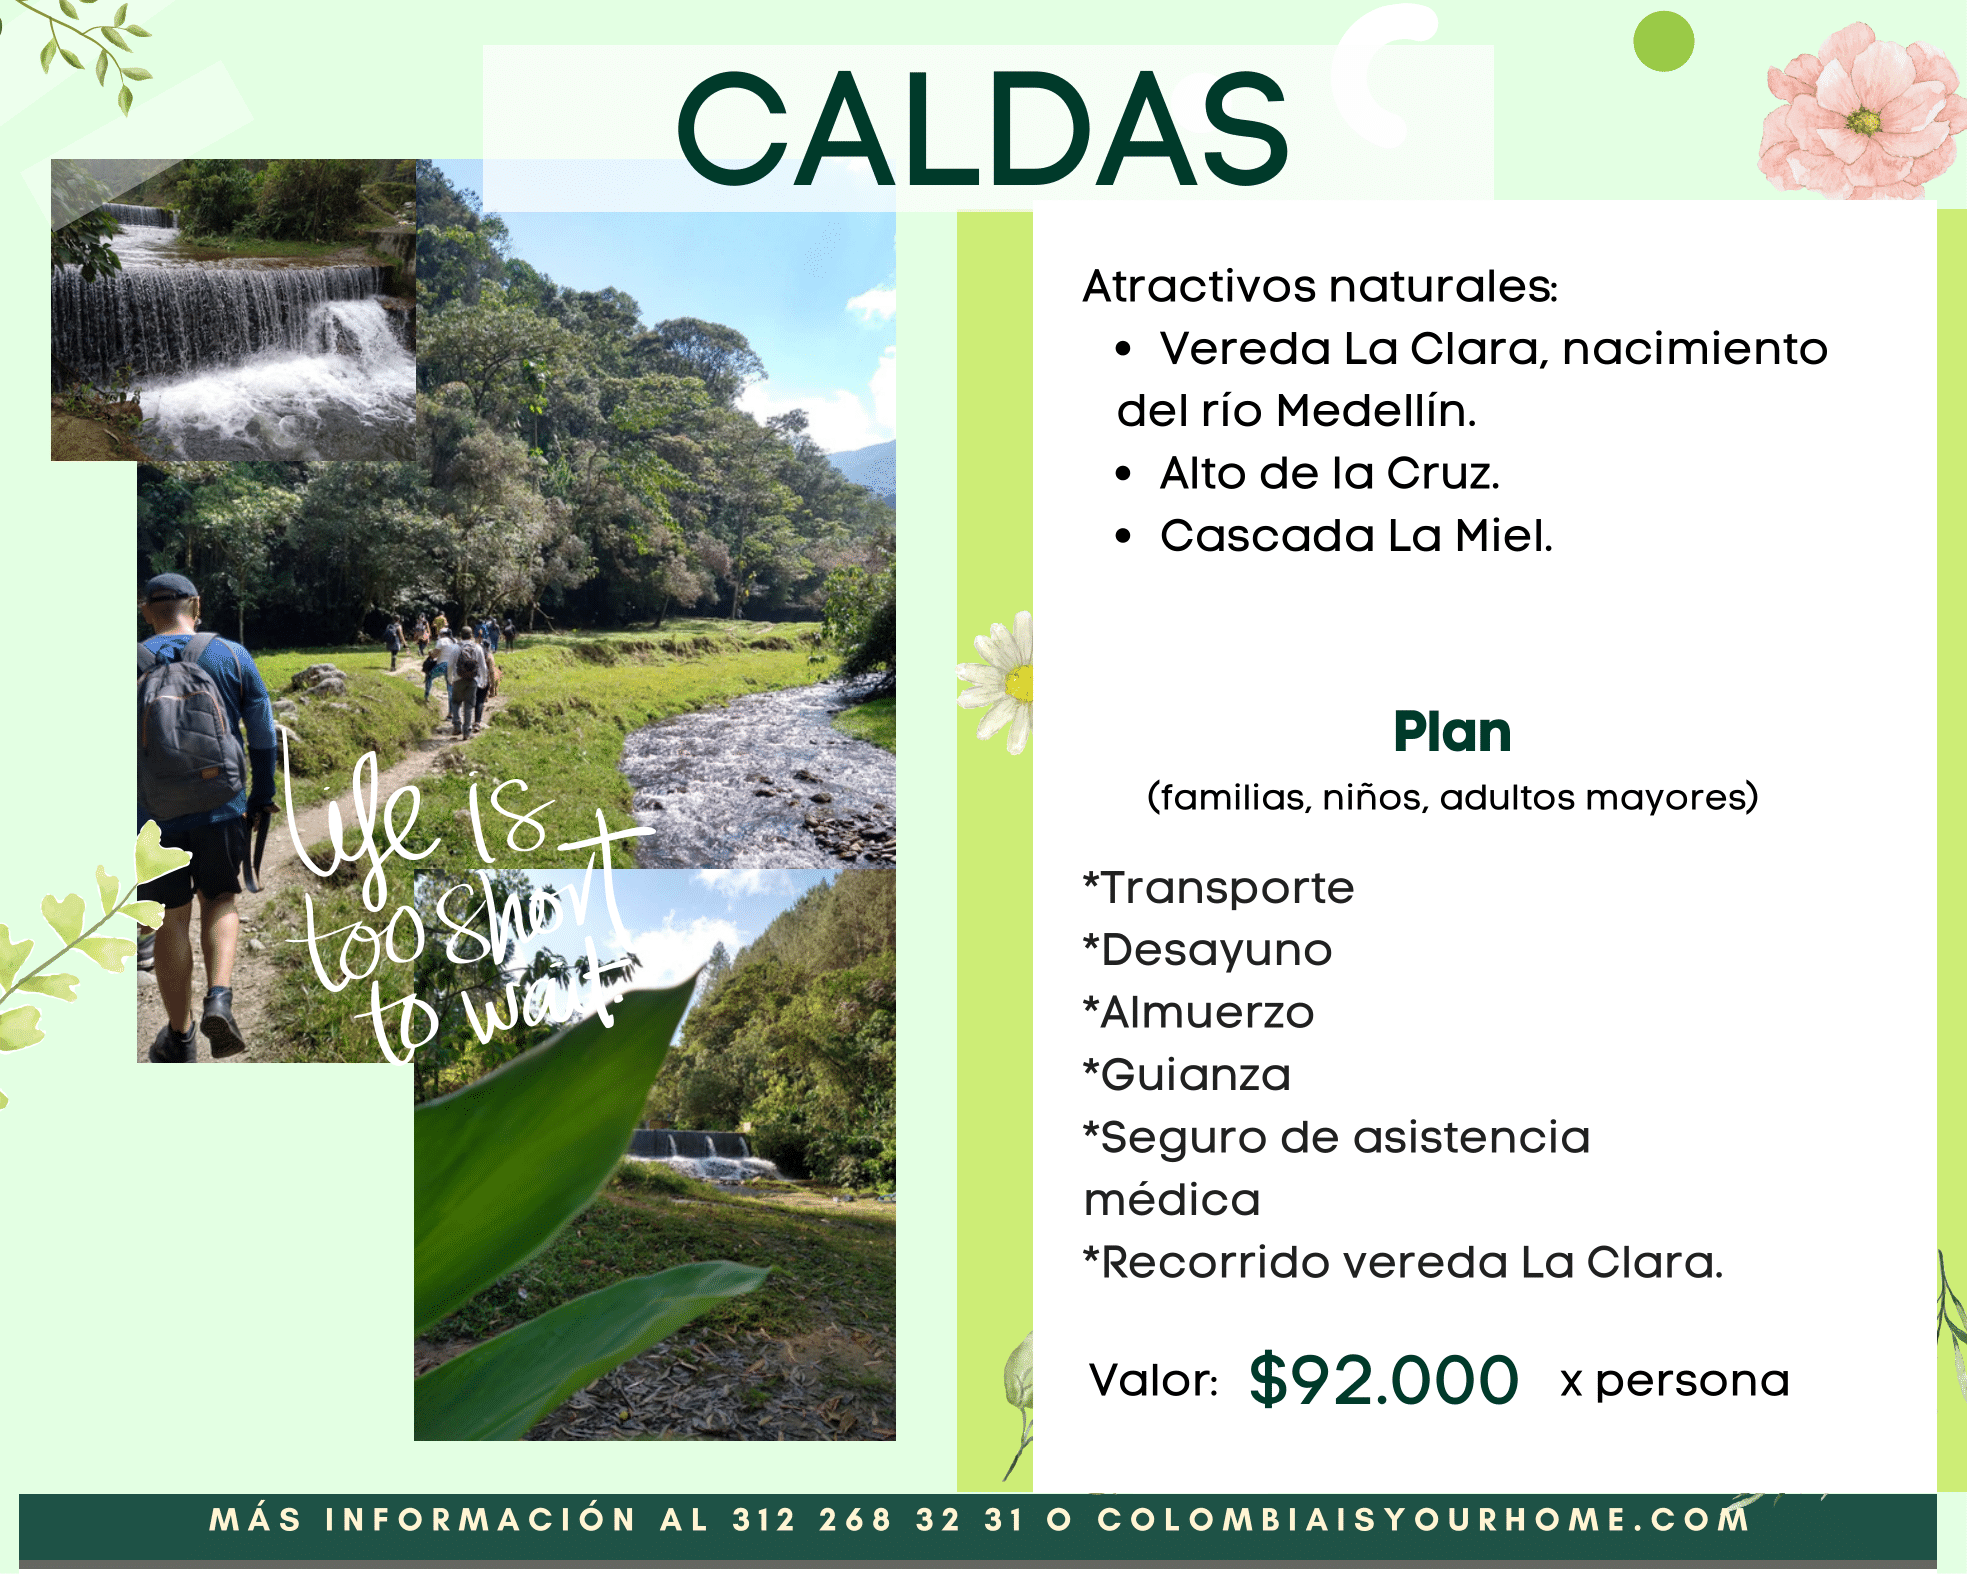 CALDAS
Atractivos naturales:
• Vereda La Clara, nacimiento
del río Medellín.
• Alto de la Cruz.
• Cascada La Miel.
Plan
(familias, niños, adultos mayores)
*Transporte
*Desayuno
*Almuerzo
*Guianza
*Seguro de asistencia
médica
*Recorrido vereda La Clara.
Valor: $92.000 x persona
Life is
too short
to wait.
MÁS INFORMACIÓN AL 312 268 32 31 O COLOMBIAISYOURHOME.COM